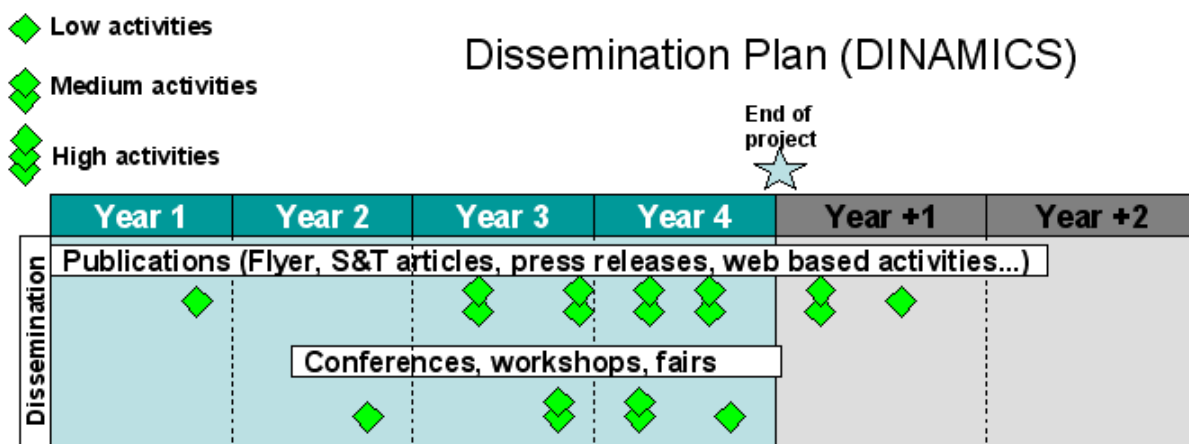 Low activities
Dissemination Plan (DINAMICS)
Medium activities
End of
project
High activities
Year 1 Year 2 Year 3 Year 4 Year +1 Year +2
Dissemination
Publications (Flyer, S&T articles, press releases, web based activities...)
Conferences, workshops, fairs